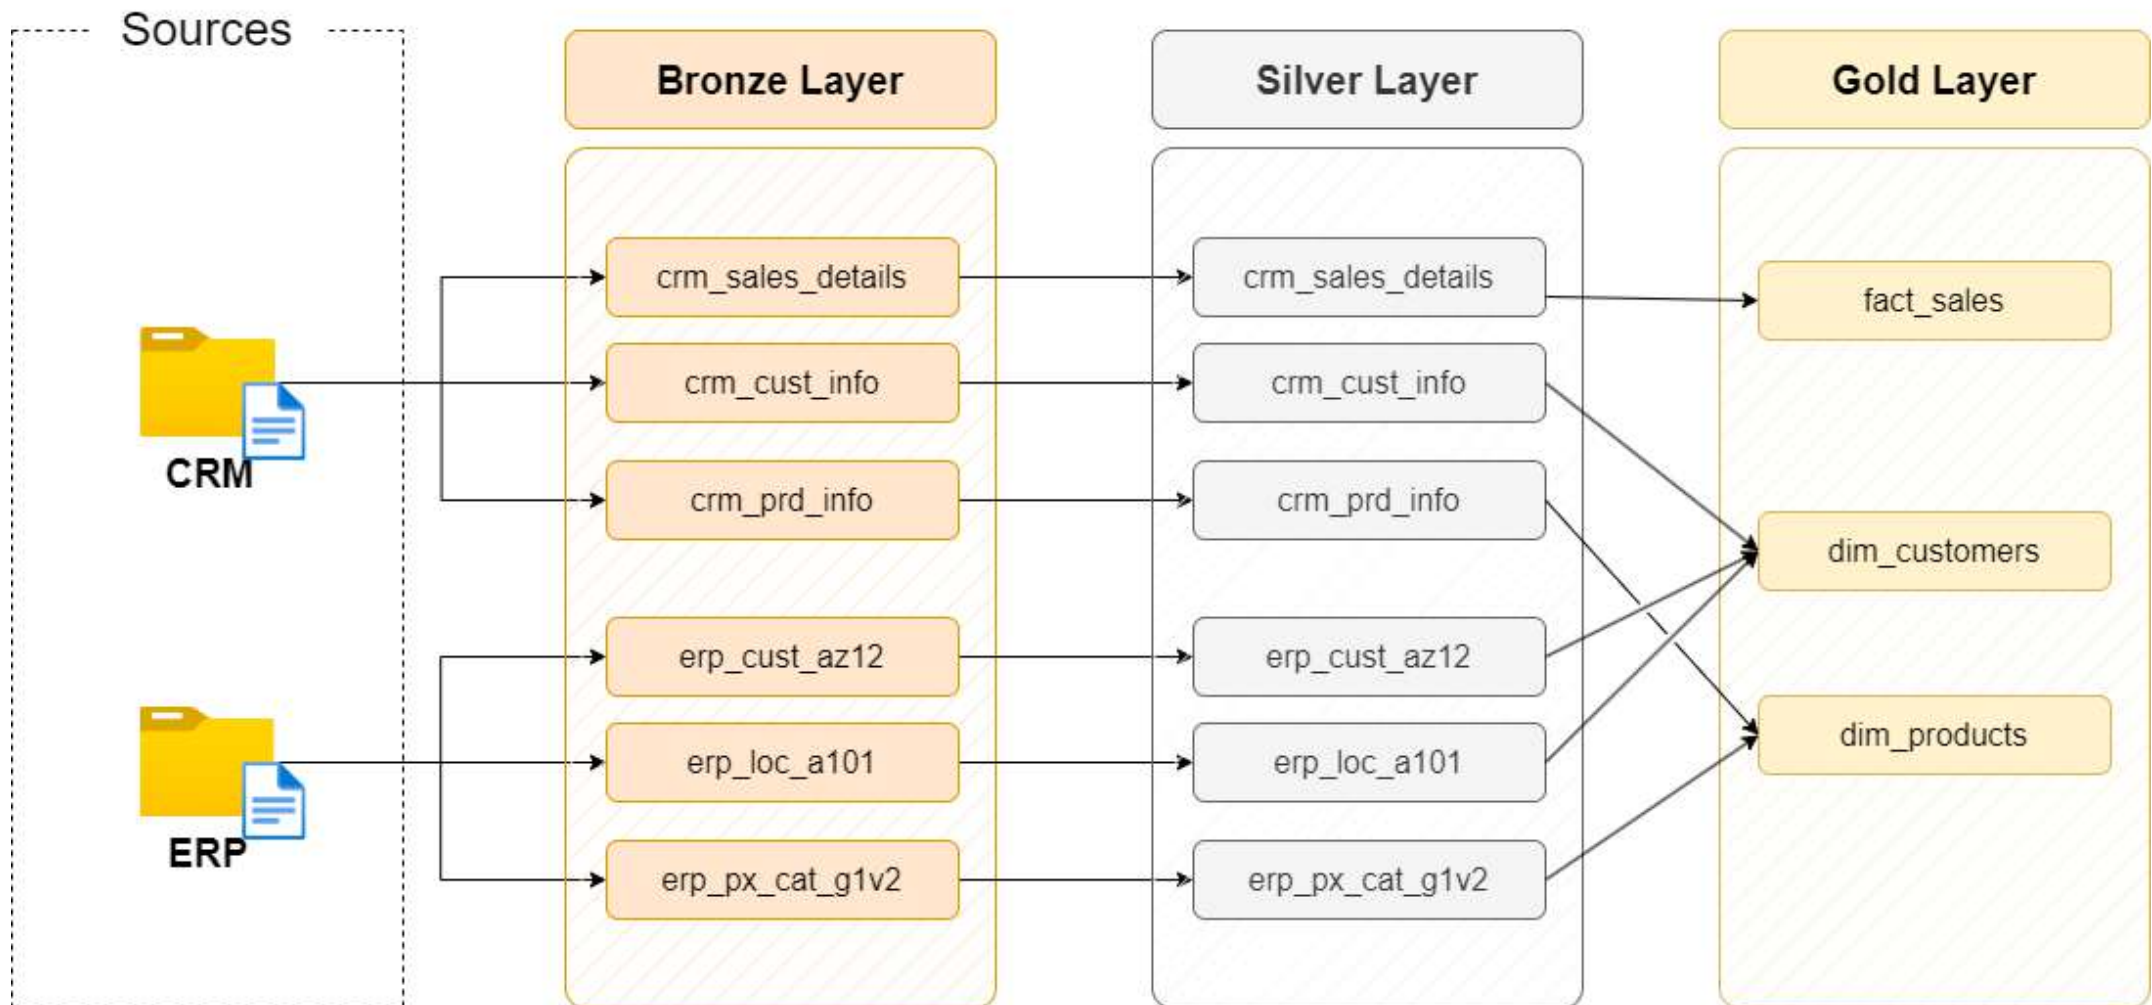 Sources
Bronze Layer
Silver Layer
Gold Layer
CRM
ERP
crm_sales_details
crm_cust_info
crm_prd_info
erp_cust_az12
erp_loc_a101
erp_px_cat_g1v2
crm_sales_details
crm_cust_info
crm_prd_info
erp_cust_az12
erp_loc_a101
erp_px_cat_g1v2
fact_sales
dim_customers
dim_products